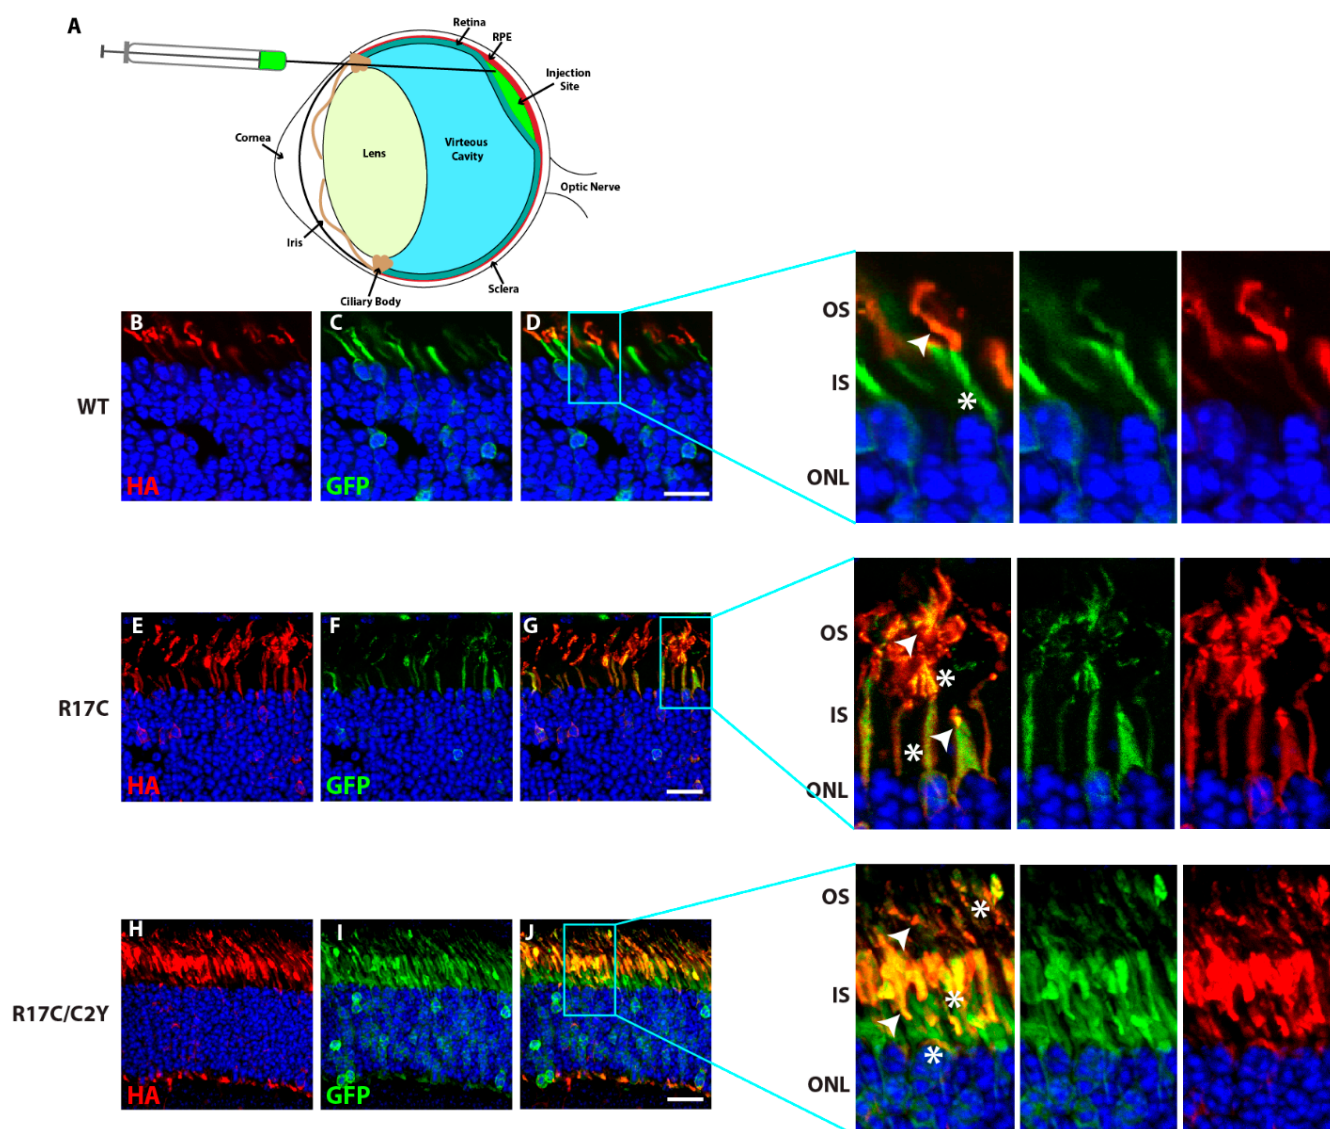 A
Retina
RPE
Injection
Site
Cornea
Lens
Virteous
Cavity
Optic Nerve
Iris
Ciliary Body
Sclera
WT
B
HA
C
GFP
D
OS
*
IS
ONL
R17C
E
HA
F
GFP
G
OS
*
IS
*
ONL
R17C/C2Y
H
HA
I
GFP
J
OS
*
IS
*
*
ONL